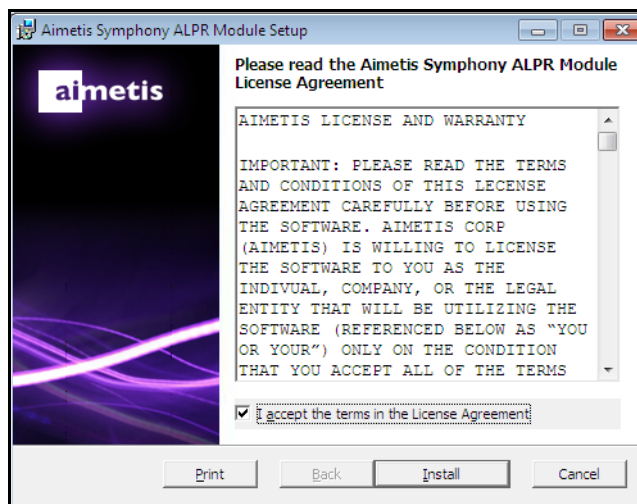 Aimetis Symphony ALPR Module Setup
aimetis
Please read the Aimetis Symphony ALPR Module
License Agreement
AIMETIS LICENSE AND WARRANTY
IMPORTANT: PLEASE READ THE TERMS
AND CONDITIONS OF THIS LECENSE
AGREEMENT CAREFULLY BEFORE USING
THE SOFTWARE. AIMETIS CORP
(AIMETIS) IS WILLING TO LICENSE
THE SOFTWARE TO YOU AS THE
INDIVUAL, COMPANY, OR THE LEGAL
ENTITY THAT WILL BE UTILIZING THE
SOFTWARE (REFERENCED BELOW AS “YOU
OR YOUR”) ONLY ON THE CONDITION
THAT YOU ACCEPT ALL OF THE TERMS
I accept the terms in the License Agreement
Print Back Install Cancel